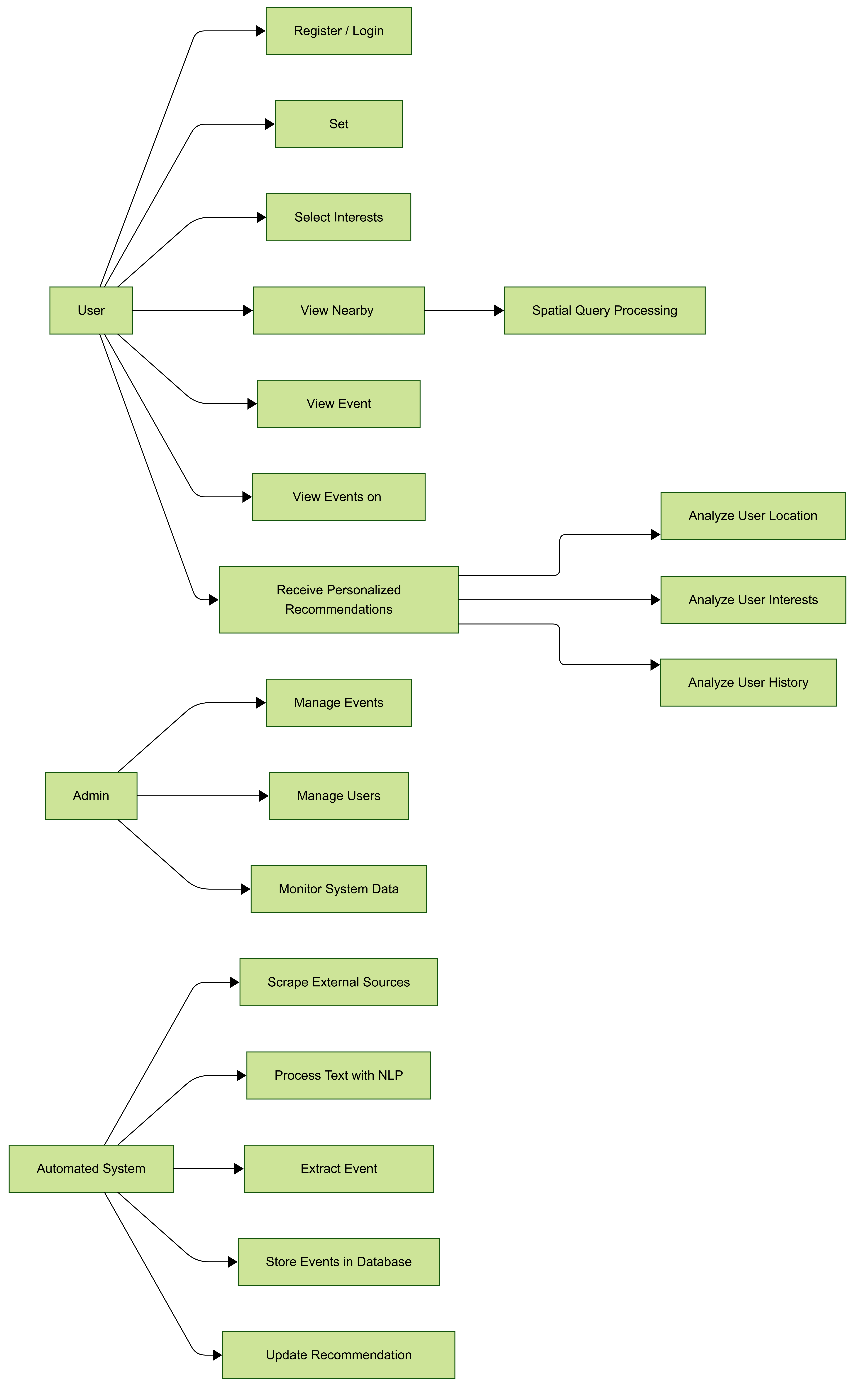 Register / Login
Set
Select Interests
User
View Nearby
Spatial Query Processing
View Event
View Events on
Analyze User Location
Receive Personalized
Recommendations
Analyze User Interests
Analyze User History
Manage Events
Admin
Manage Users
Monitor System Data
Scrape External Sources
Process Text with NLP
Automated System
Extract Event
Store Events in Database
Update Recommendation